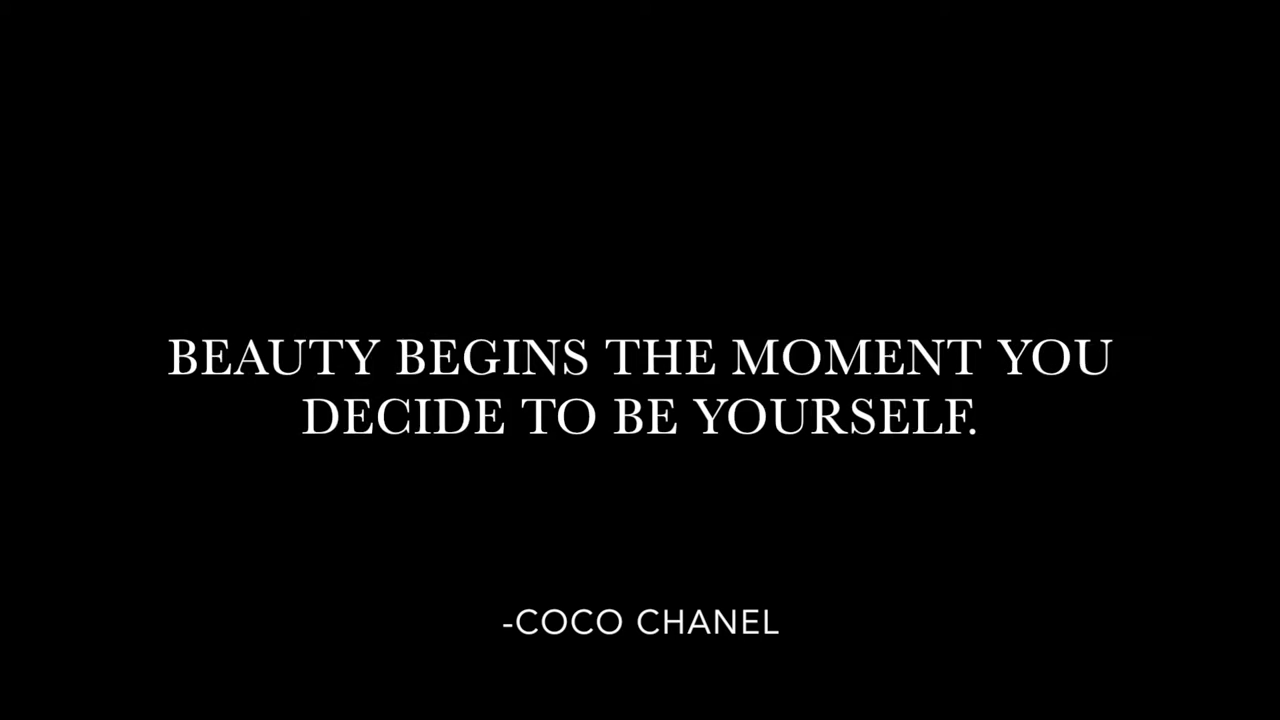 BEAUTY BEGINS THE MOMENT YOU
DECIDE TO BE YOURSELF.
-COCO CHANEL